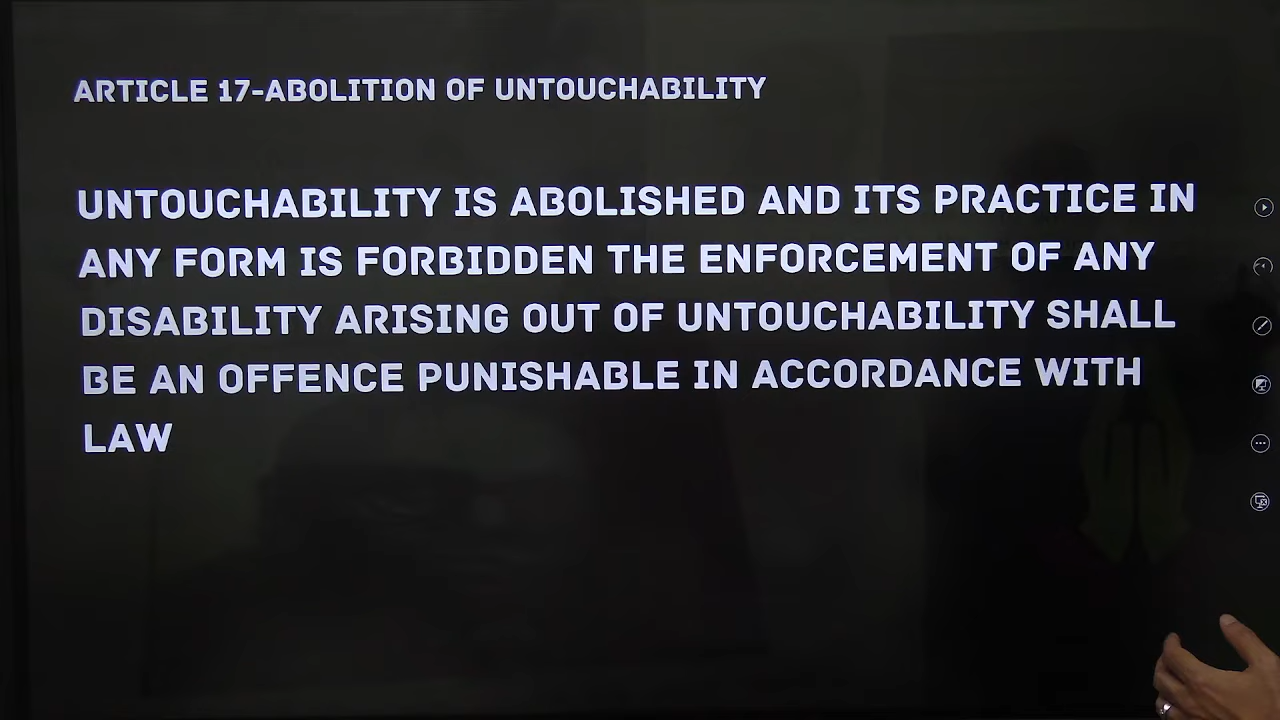 ARTICLE 17-ABOLITION OF UNTOUCHABILITY
UNTOUCHABILITY IS ABOLISHED AND ITS PRACTICE IN
ANY FORM IS FORBIDDEN THE ENFORCEMENT OF ANY
DISABILITY ARISING OUT OF UNTOUCHABILITY SHALL
BE AN OFFENCE PUNISHABLE IN ACCORDANCE WITH
LAW